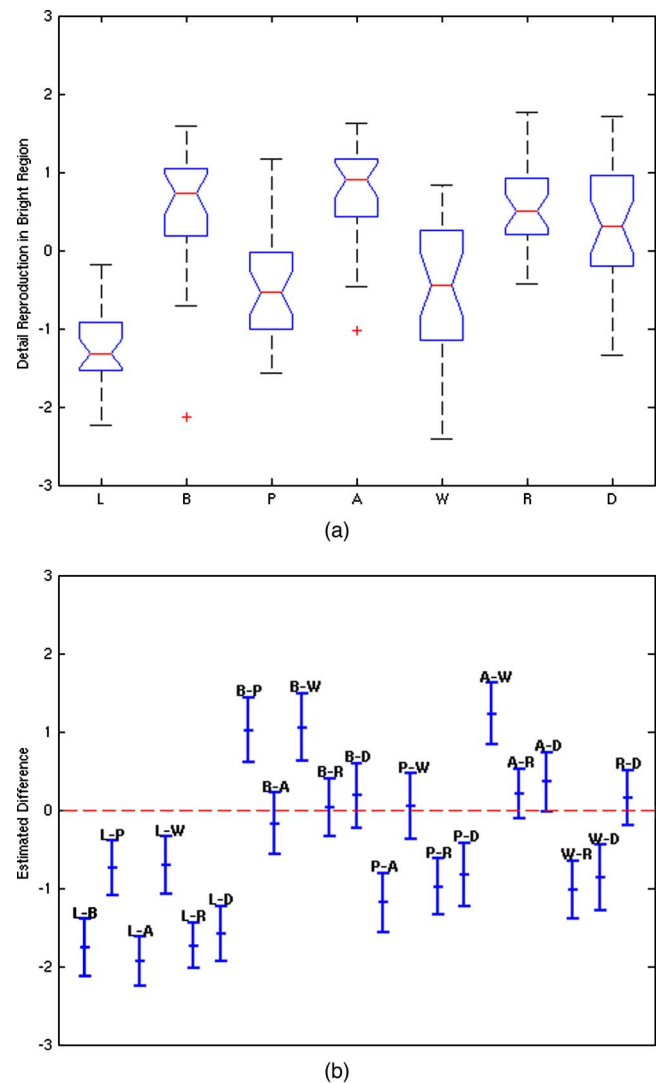 3
2
1
0
-1
-2
-3
Detail Reproduction in Bright Region
L B P A W R D
(a)
3
2
1
0
-1
-2
-3
Estimated Difference
A-W
B-W
B-P
A-D
B-D
A-R
R-D
B-R
P-W
B-A
L-W
L-P
P-D
W-D
P-R
W-R
P-A
L-D
L-B
L-R
L-A
(b)